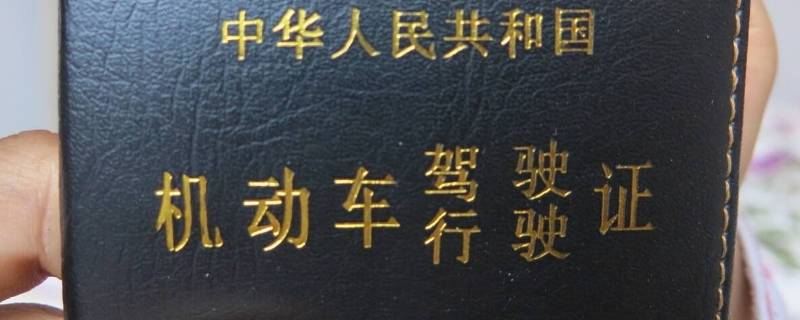 中华人民共和国
机动车驾驶证
行驶